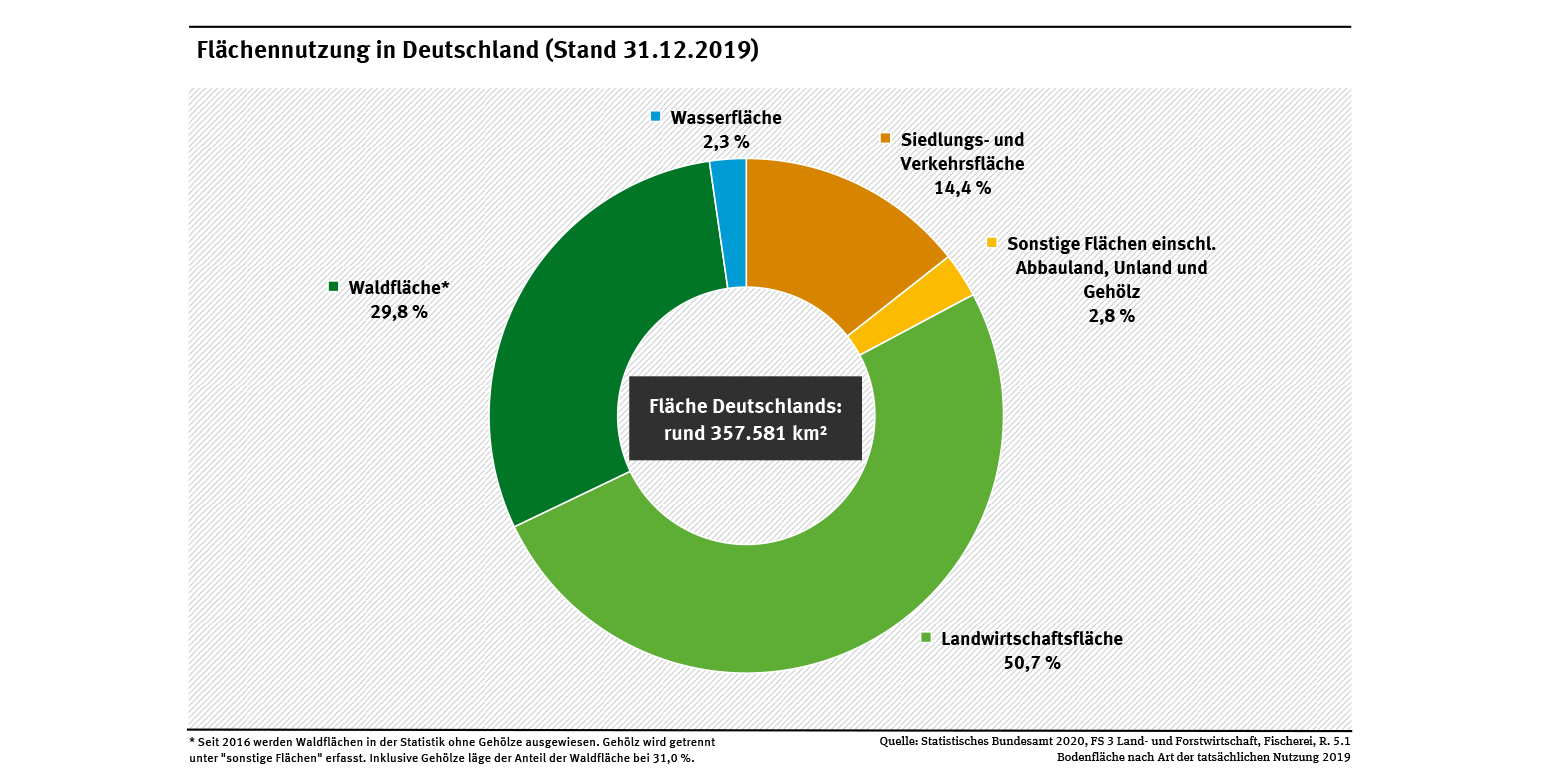 Flächennutzung in Deutschland (Stand 31.12.2019)
Wasserfläche
2,3 %
Siedlungs- und
Verkehrsfläche
14,4 %
Sonstige Flächen einschl.
Abbauland, Unland und
Gehölz
2,8 %
Waldfläche*
29,8 %
Fläche Deutschlands:
rund 357.581 km²
Landwirtschaftsfläche
50,7 %
* Seit 2016 werden Waldflächen in der Statistik ohne Gehölze ausgewiesen. Gehölz wird getrennt
unter "sonstige Flächen" erfasst. Inklusive Gehölze läge der Anteil der Waldfläche bei 31,0 %.
Quelle: Statistisches Bundesamt 2020, FS 3 Land- und Forstwirtschaft, Fischerei, R. 5.1
Bodenfläche nach Art der tatsächlichen Nutzung 2019